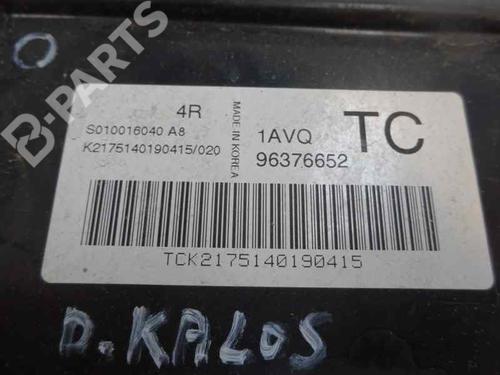 B-PARTS
4R
S010016040 A8
K2175140190415/020
MADE IN KOREA
1AVQ
TC
96376652
TCK2175140190415
D.KALOS